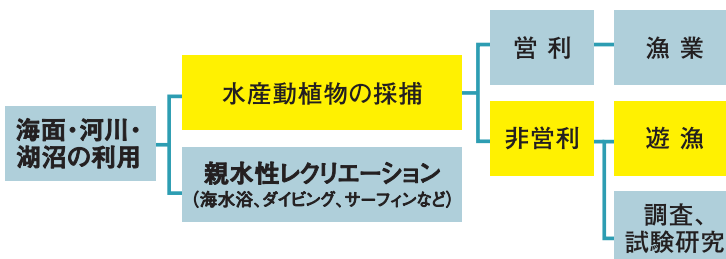 海面・河川・
湖沼の利用
水産動植物の採捕
親水性レクリエーション
(海水浴、ダイビング、サーフィンなど)
営利
漁業
非営利
遊漁
調査、
試験研究